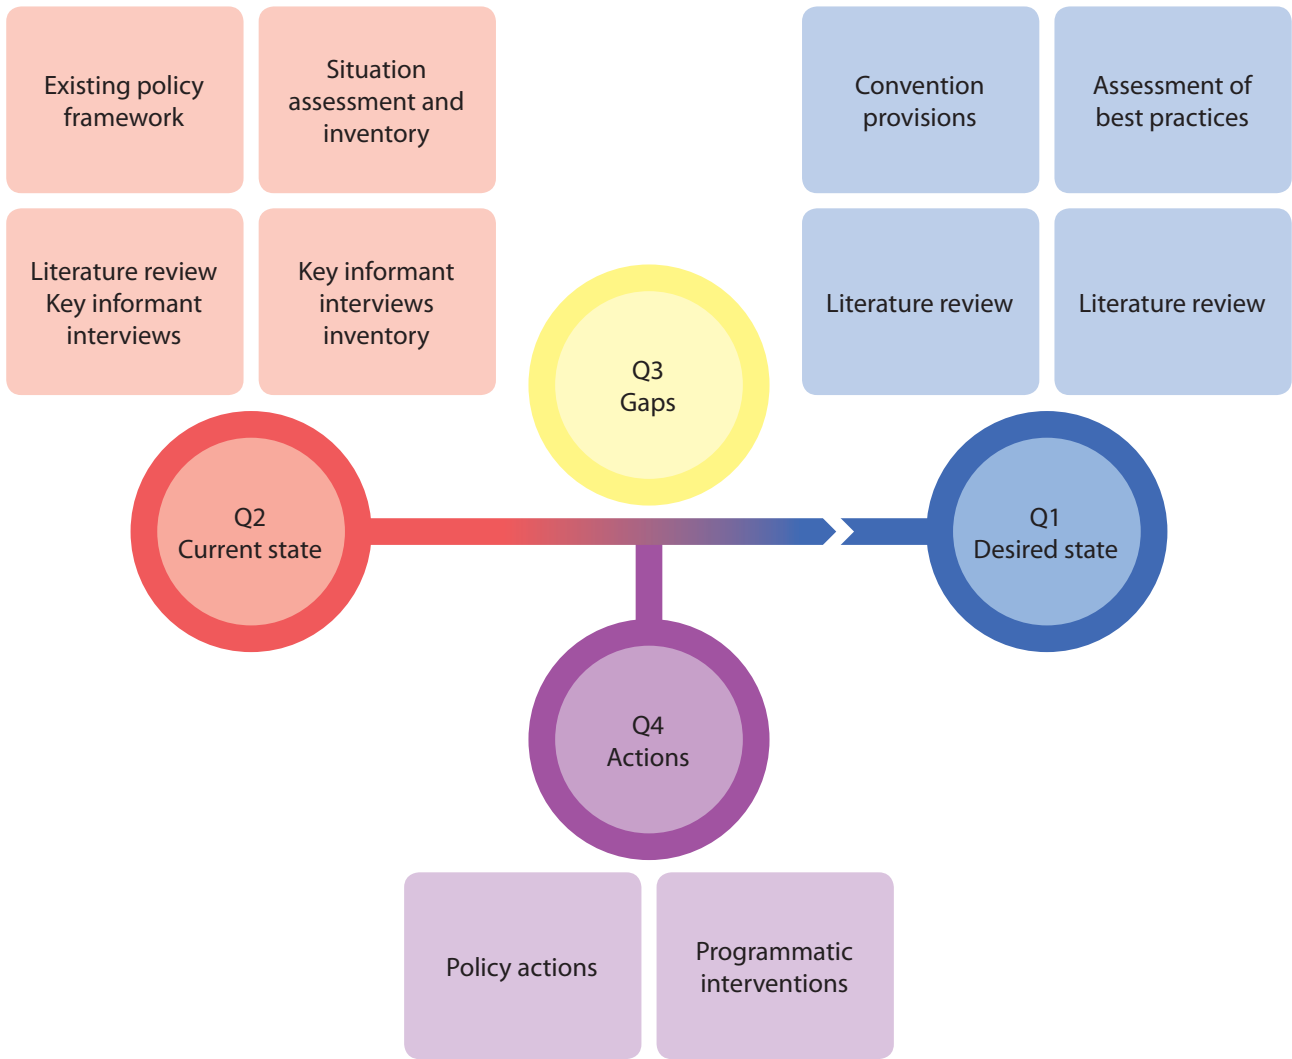 Existing policy
framework
Situation
assessment and
inventory
Convention
provisions
Assessment of
best practices
Literature review
Key informant
interviews
Key informant
interviews
inventory
Literature review
Literature review
Q3
Gaps
Q2
Current state
Q1
Desired state
Q4
Actions
Policy actions
Programmatic
interventions